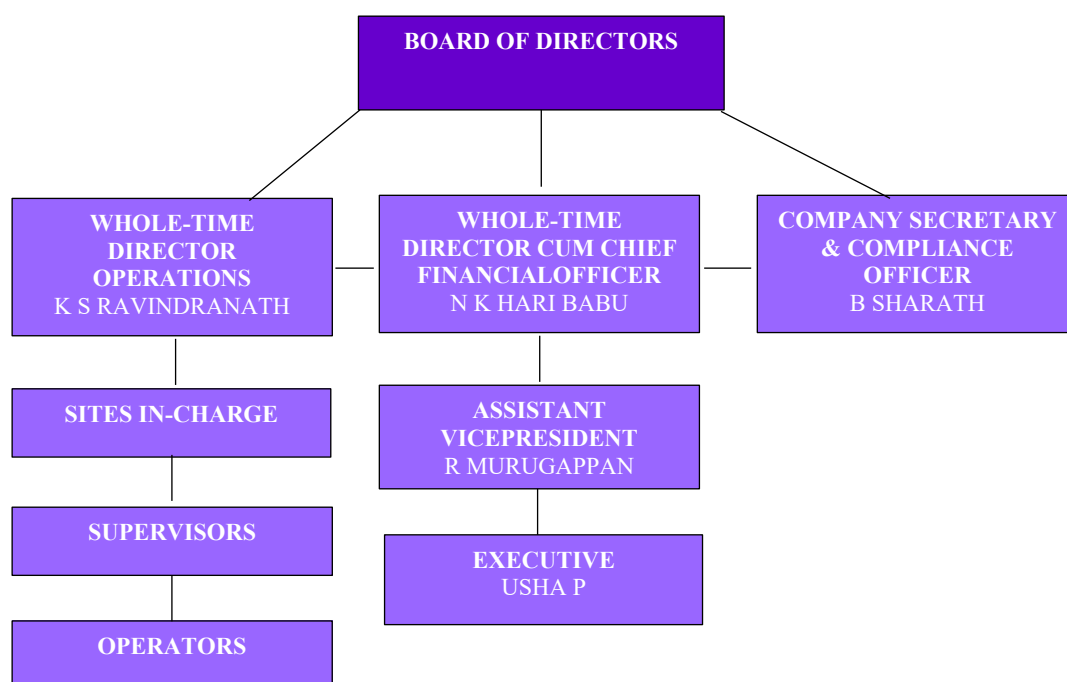 BOARD OF DIRECTORS
WHOLE-TIME
DIRECTOR
OPERATIONS
K S RAVINDRANATH
WHOLE-TIME
DIRECTOR CUM CHIEF
FINANCIALOFFICER
N K HARI BABU
COMPANY SECRETARY
& COMPLIANCE
OFFICER
B SHARATH
SITES IN-CHARGE
ASSISTANT
VICEPRESIDENT
R MURUGAPPAN
SUPERVISORS
EXECUTIVE
USHA P
OPERATORS